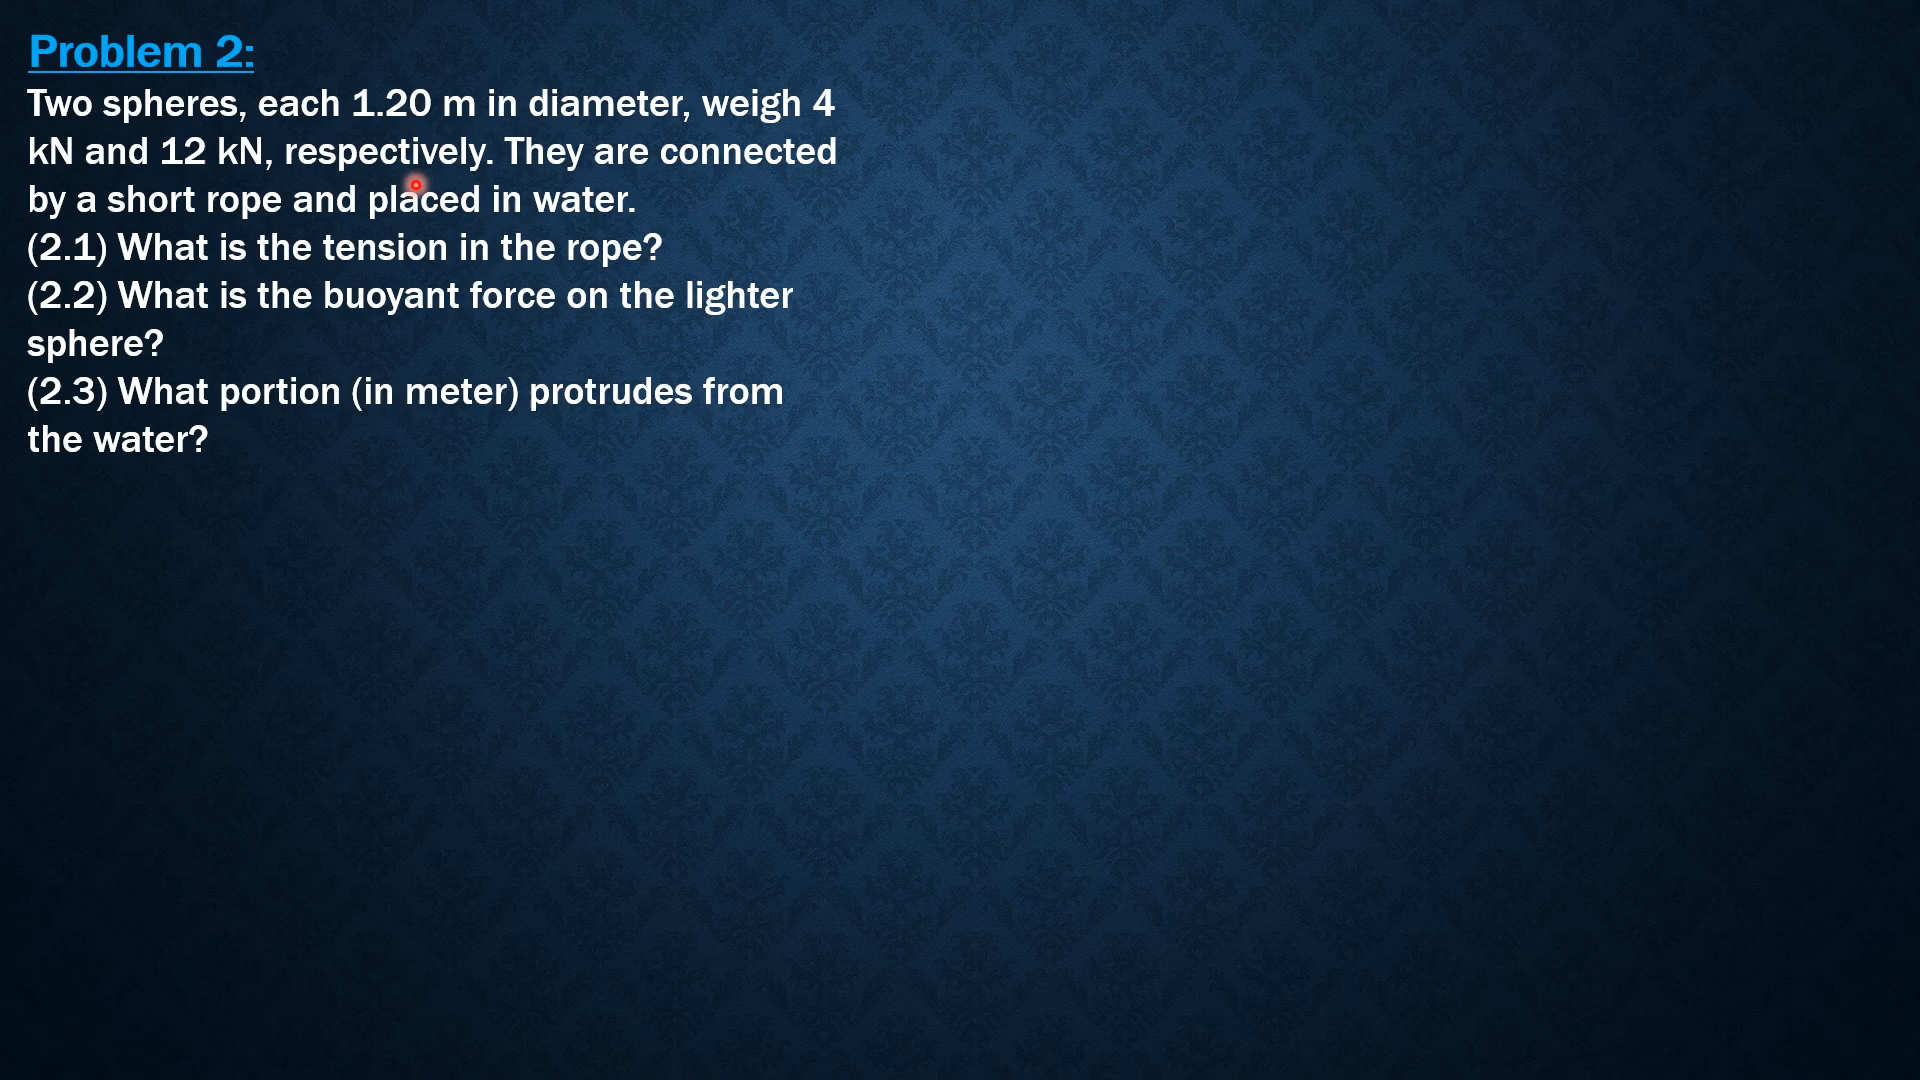 Problem 2:
Two spheres, each 1.20 m in diameter, weigh 4
kN and 12 kN, respectively. They are connected
by a short rope and placed in water.
(2.1) What is the tension in the rope?
(2.2) What is the buoyant force on the lighter
sphere?
(2.3) What portion (in meter) protrudes from
the water?